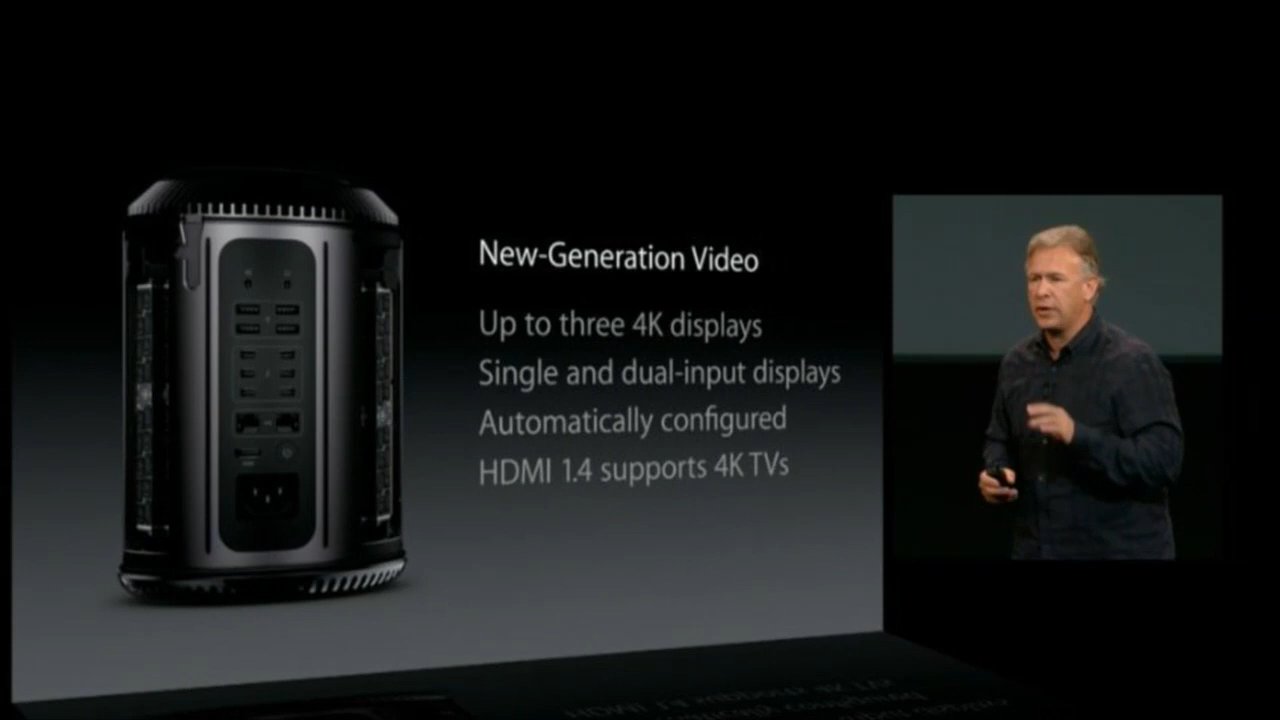 New-Generation Video
Up to three 4K displays
Single and dual-input displays
Automatically configured
HDMI 1.4 supports 4K TVs